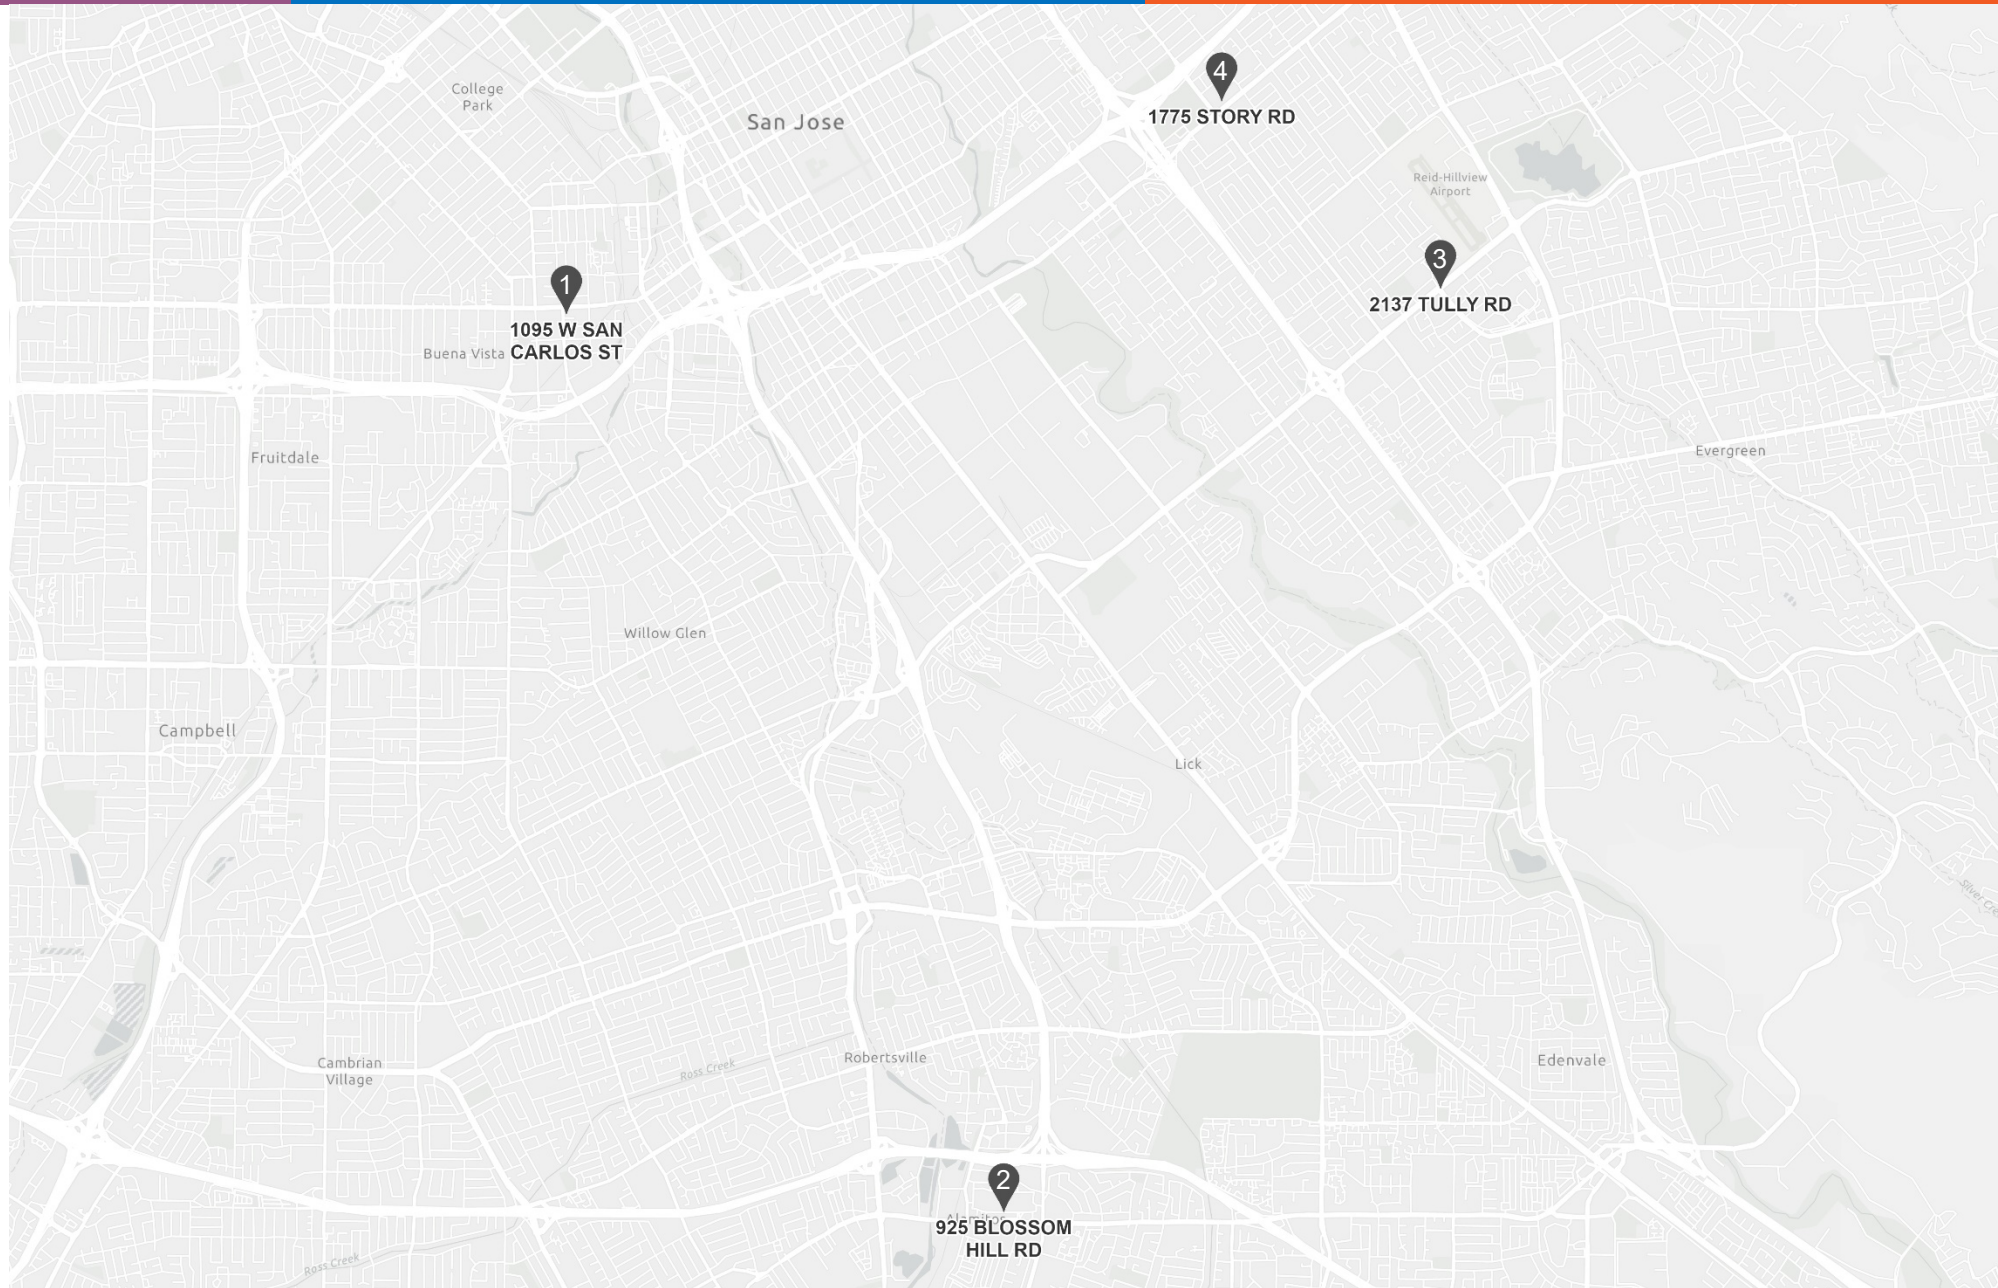 College
Park
San Jose
4
1775 STORY RD
Reid-Hillview
Airport
3
2137 TULLY RD
1
1095 W SAN
CARLOS ST
Buena Vista
Fruitdale
Evergreen
Willow Glen
Campbell
Lick
Cambrian
Village
Ross Creek
Robertsville
Edenvale
2
925 BLOSSOM
HILL RD
Ross Creek